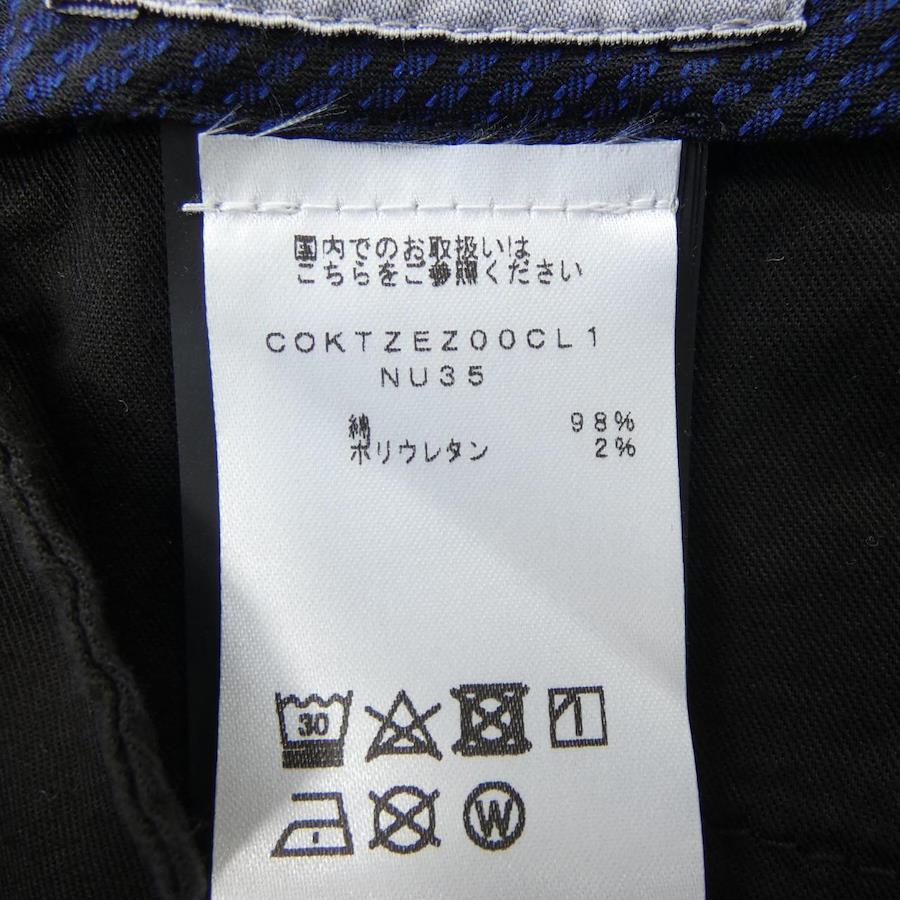 国内でのお取扱いは
こちらをご参照ください
COKTZEZ00CL1
NU35
綿 98%
ポリウレタン 2%
30
W